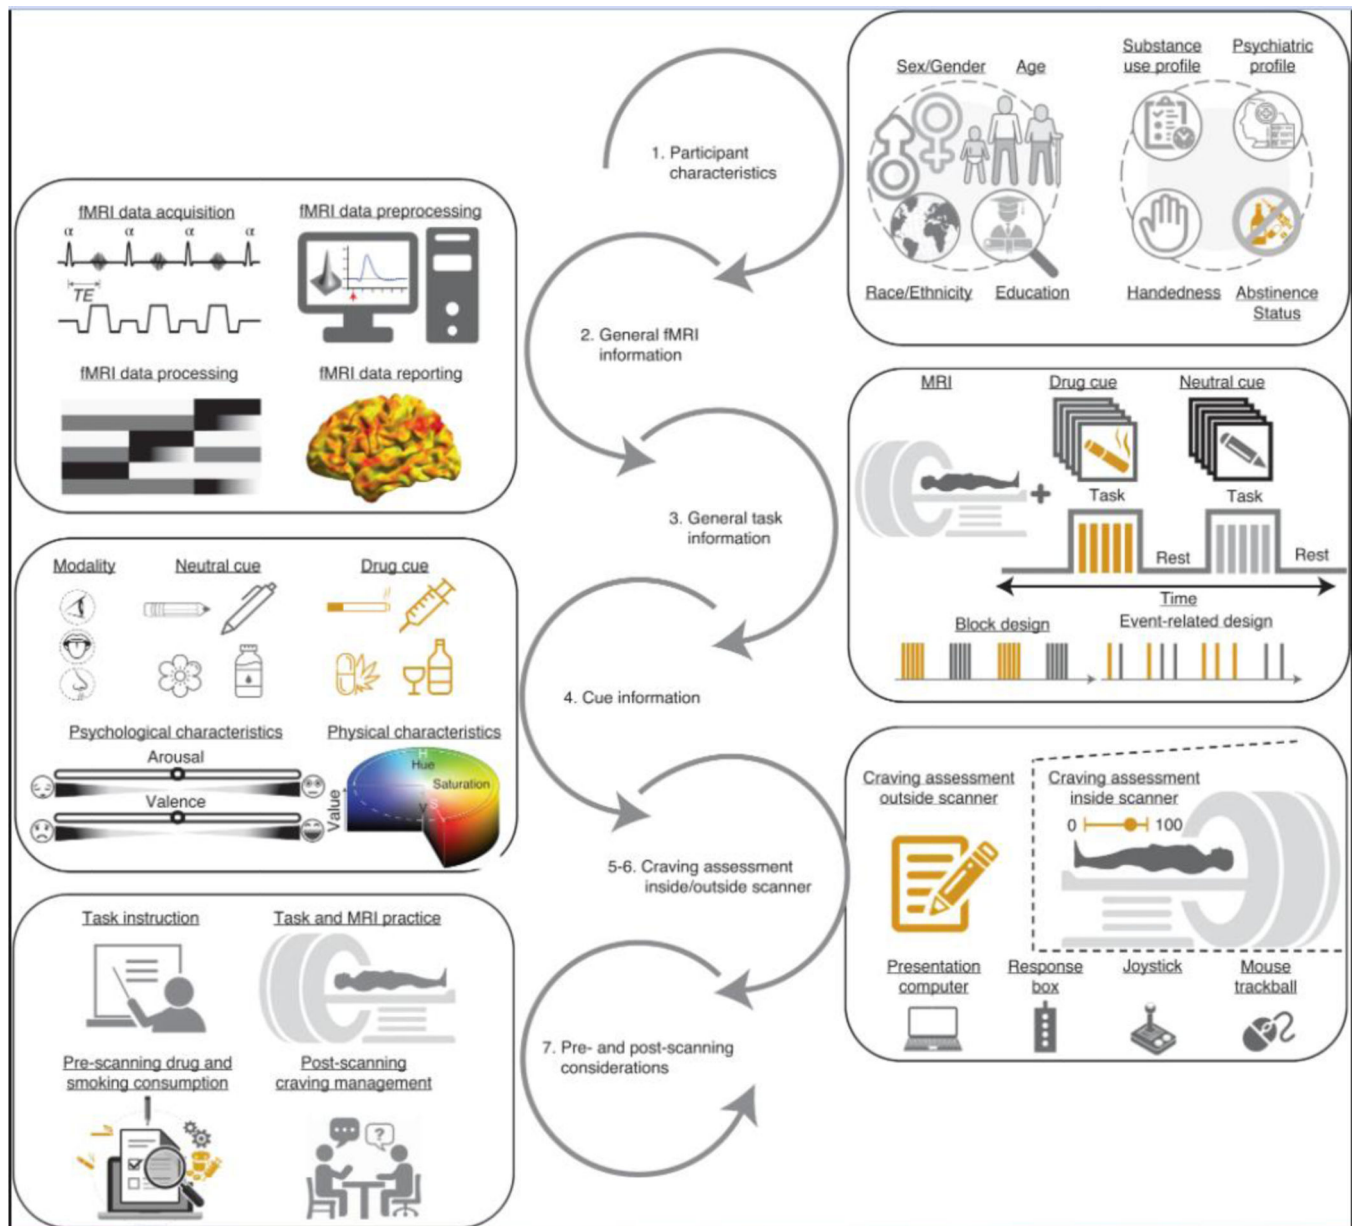 Sex/Gender
Age
Substance
use profile
Psychiatric
profile
Race/Ethnicity
Education
Handedness
Abstinence
Status
1. Participant
characteristics
fMRI data acquisition
α α α α
TE
fMRI data preprocessing
fMRI data processing
fMRI data reporting
2. General fMRI
information
MRI
Drug cue
Neutral cue
Task
Task
Rest
Rest
Time
Block design
Event-related design
3. General task
information
Modality
Neutral cue
Drug cue
Psychological characteristics
Arousal
Valence
Physical characteristics
H
Hue
Saturation
V
S
Value
4. Cue information
Craving assessment
outside scanner
Craving assessment
inside scanner
0 100
Presentation
computer
Response
box
Joystick
Mouse
trackball
5-6. Craving assessment
inside/outside scanner
Task instruction
Task and MRI practice
Pre-scanning drug and
smoking consumption
Post-scanning
craving management
?
7. Pre- and post-scanning
considerations